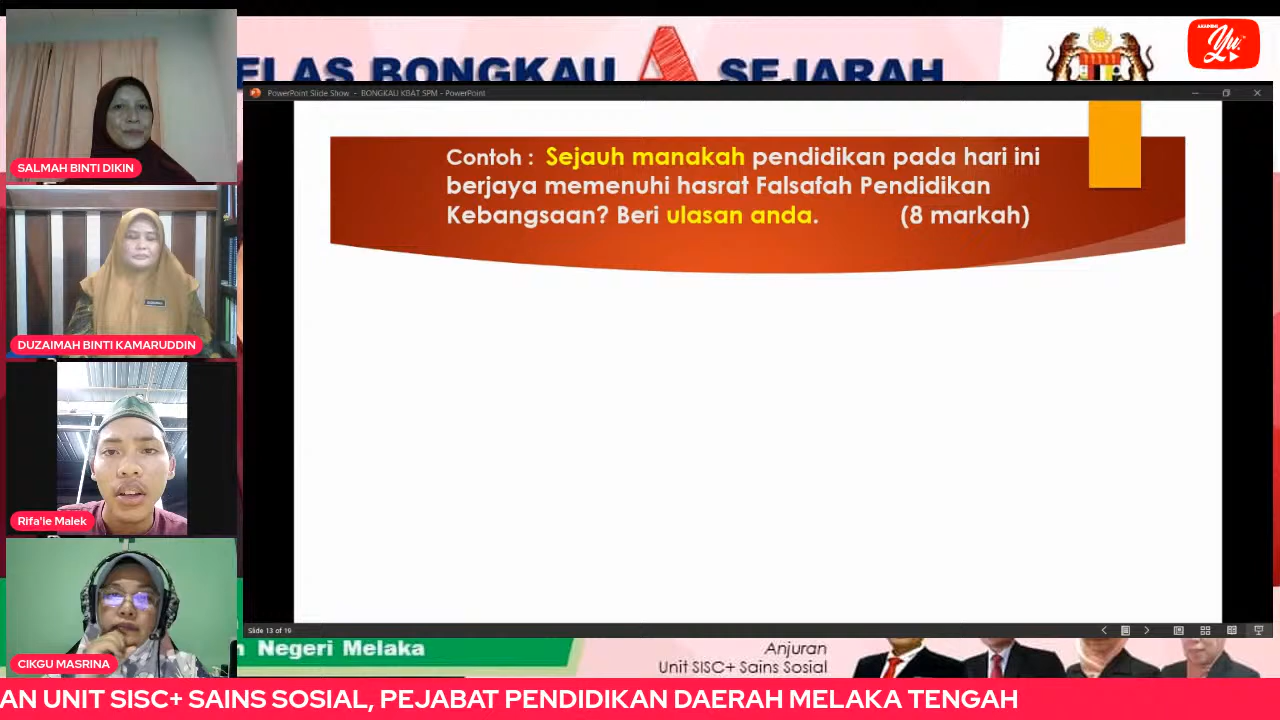 ELAS BONGKAU A SEJARAH
AKADEMI
Yu
PowerPoint Slide Show - BONGKAU KBAT SPM - PowerPoint
Contoh : Sejauh manakah pendidikan pada hari ini
berjaya memenuhi hasrat Falsafah Pendidikan
Kebangsaan? Beri ulasan anda. (8 markah)
SALMAH BINTI DIKIN
DUZAIMAH BINTI KAMARUDDIN
Rifa'ie Malek
CIKGU MASRINA
Slide 13 of 19
n Negeri Melaka
Anjuran
Unit SISC+ Sains Sosial
AN UNIT SISC+ SAINS SOSIAL, PEJABAT PENDIDIKAN DAERAH MELAKA TENGAH